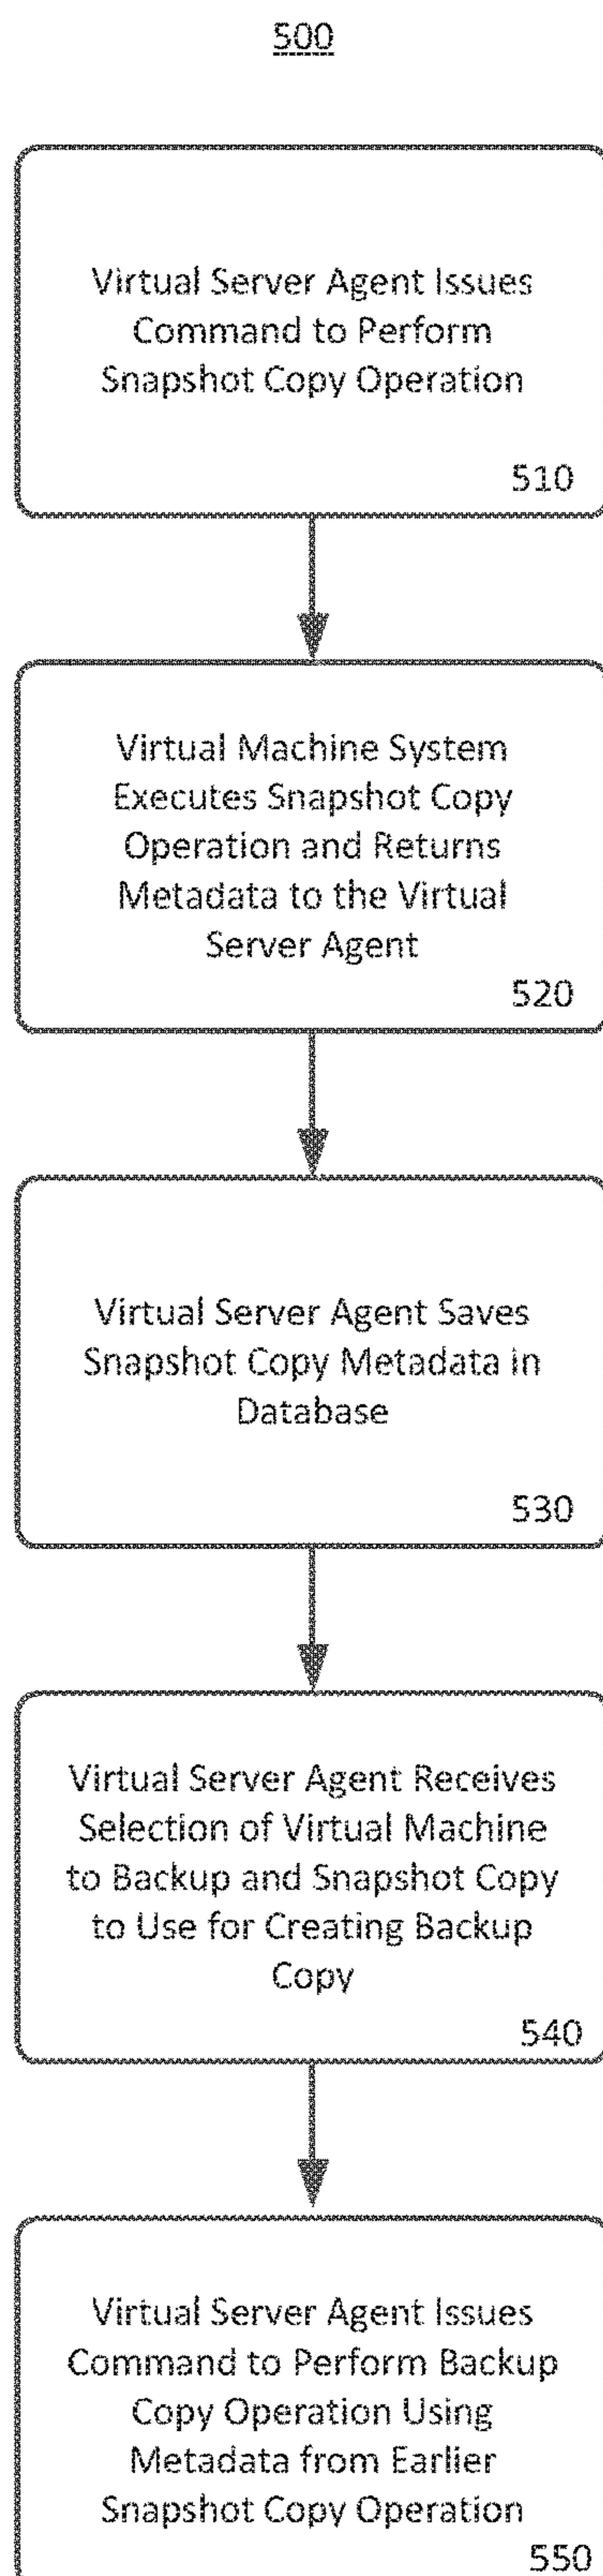 500
Virtual Server Agent Issues
Command to Perform
Snapshot Copy Operation
510
Virtual Machine System
Executes Snapshot Copy
Operation and Returns
Metadata to the Virtual
Server Agent
520
Virtual Server Agent Saves
Snapshot Copy Metadata in
Database
530
Virtual Server Agent Receives
Selection of Virtual Machine
to Backup and Snapshot Copy
to Use for Creating Backup
Copy
540
Virtual Server Agent Issues
Command to Perform Backup
Copy Operation Using
Metadata from Earlier
Snapshot Copy Operation
550